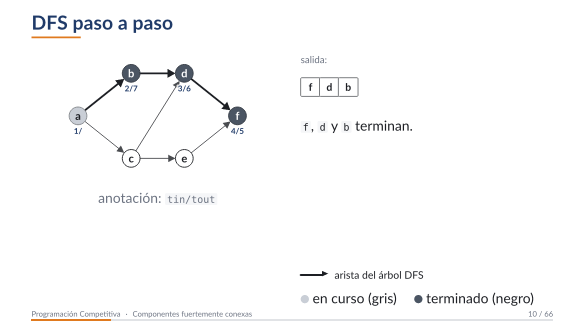 DFS paso a paso
salida:
f d b
f, d y b terminan.
b
d
2/7
3/6
a
f
1/
4/5
c
e
anotación: tin/tout
arista del árbol DFS
en curso (gris)
terminado (negro)
Programación Competitiva · Componentes fuertemente conexas
10 / 66